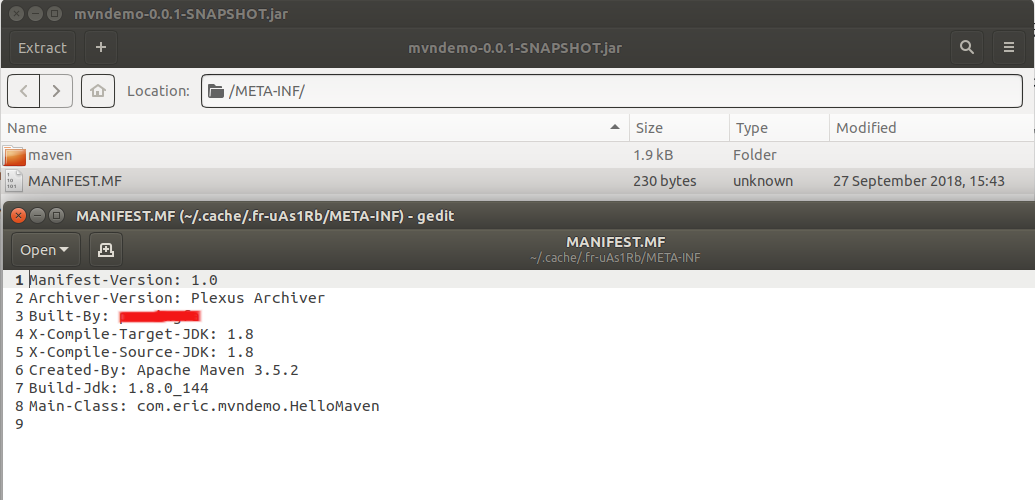 mvndemo-0.0.1-SNAPSHOT.jar
Extract + mvndemo-0.0.1-SNAPSHOT.jar
Location: /META-INF/
Name Size Type Modified
maven 1.9 kB Folder
MANIFEST.MF 230 bytes unknown 27 September 2018, 15:43
MANIFEST.MF (~/.cache/.fr-uAs1Rb/META-INF) - gedit
Open MANIFEST.MF
~/.cache/.fr-uAs1Rb/META-INF
1 Manifest-Version: 1.0
2 Archiver-Version: Plexus Archiver
3 Built-By:
4 X-Compile-Target-JDK: 1.8
5 X-Compile-Source-JDK: 1.8
6 Created-By: Apache Maven 3.5.2
7 Build-Jdk: 1.8.0_144
8 Main-Class: com.eric.mvndemo.HelloMaven
9